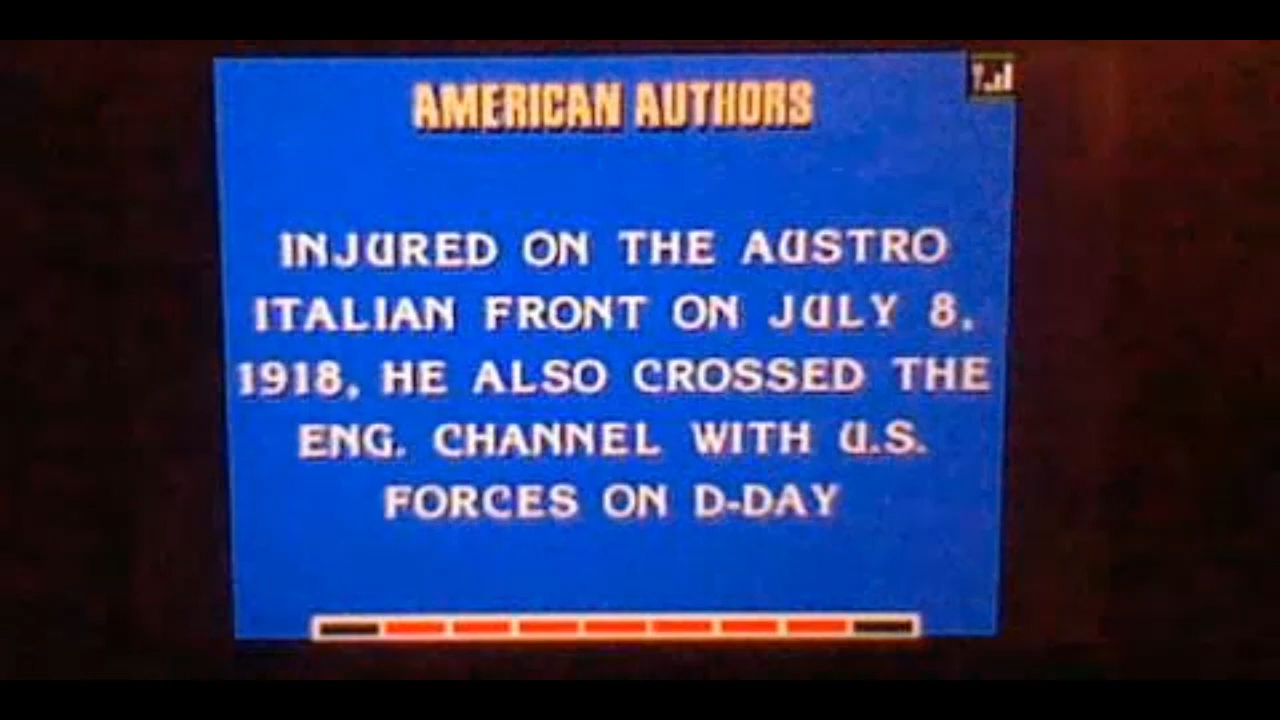 AMERICAN AUTHORS
INJURED ON THE AUSTRO
ITALIAN FRONT ON JULY 8,
1918, HE ALSO CROSSED THE
ENG. CHANNEL WITH U.S.
FORCES ON D-DAY